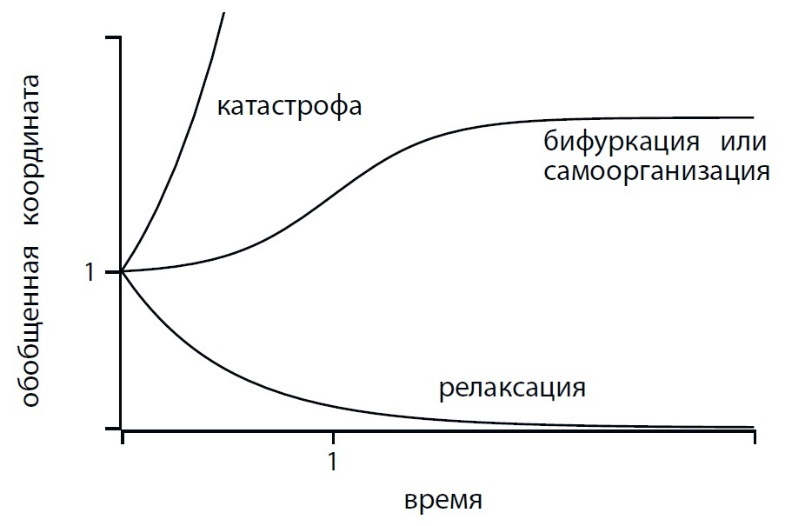 обобщенная координата
катастрофа
бифуркация или
самоорганизация
1
релаксация
1
время